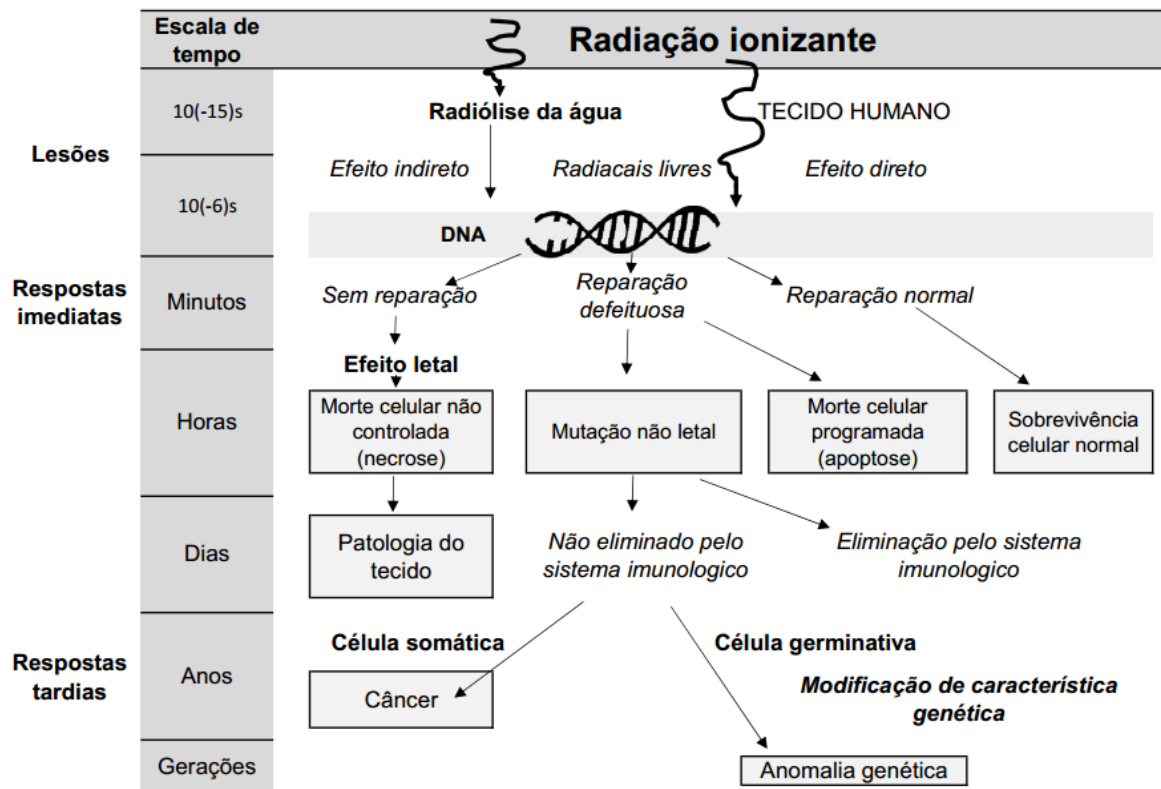 Escala de
tempo
Radiação ionizante
Lesões
10(-15)s
Radiólise da água
TECIDO HUMANO
Efeito indireto
Radiacais livres
Efeito direto
10(-6)s
DNA
Respostas
imediatas
Minutos
Sem reparação
Reparação
defeituosa
Reparação normal
Efeito letal
Horas
Morte celular não
controlada
(necrose)
Mutação não letal
Morte celular
programada
(apoptose)
Sobrevivência
celular normal
Dias
Patologia do
tecido
Não eliminado pelo
sistema imunologico
Eliminação pelo sistema
imunologico
Respostas
tardias
Anos
Célula somática
Célula germinativa
Câncer
Modificação de característica
genética
Gerações
Anomalia genética